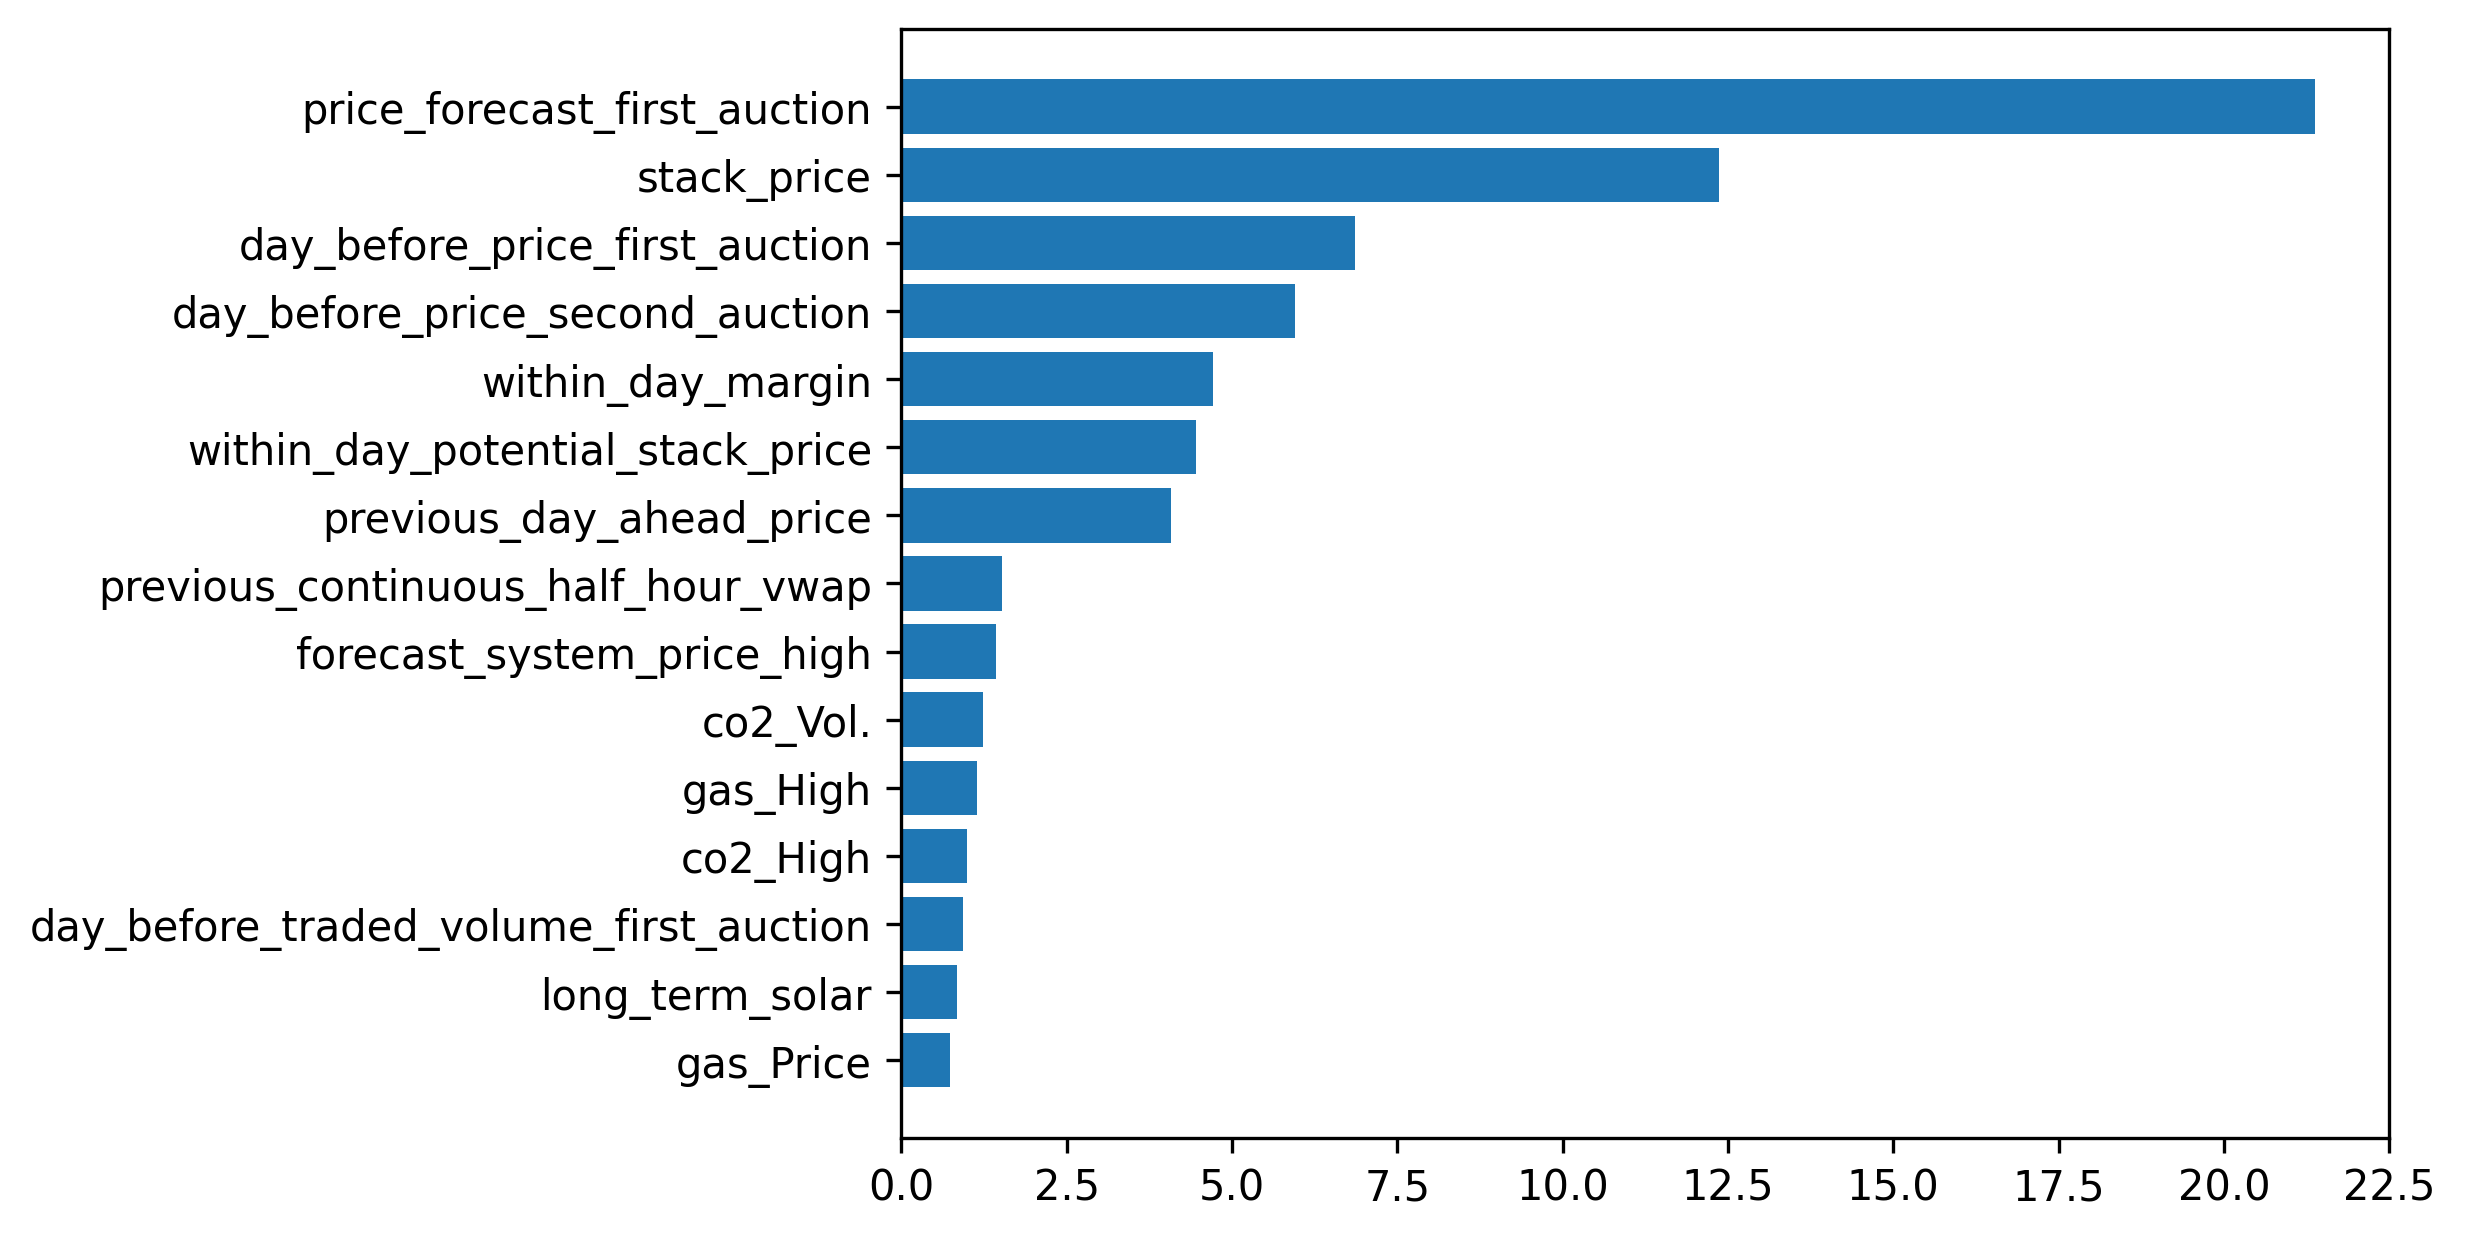 price_forecast_first_auction
stack_price
day_before_price_first_auction
day_before_price_second_auction
within_day_margin
within_day_potential_stack_price
previous_day_ahead_price
previous_continuous_half_hour_vwap
forecast_system_price_high
co2_Vol.
gas_High
co2_High
day_before_traded_volume_first_auction
long_term_solar
gas_Price
0.0 2.5 5.0 7.5 10.0 12.5 15.0 17.5 20.0 22.5